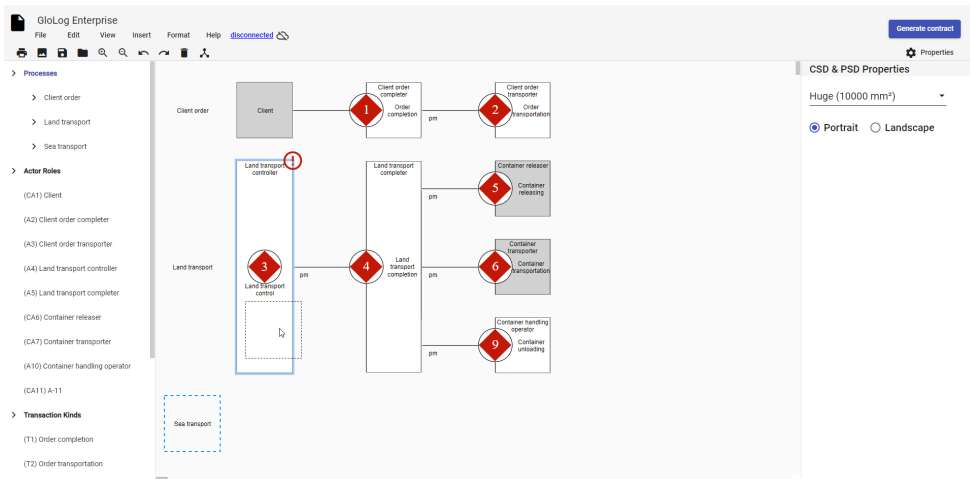 GloLog Enterprise
File Edit View Insert Format Help disconnected
Generate contract
Properties
Processes
Client order
Land transport
Sea transport
Actor Roles
(CA1) Client
(A2) Client order completer
(A3) Client order transporter
(A4) Land transport controller
(A5) Land transport completer
(CA6) Container releaser
(CA7) Container transporter
(A10) Container handling operator
(CA11) A-11
Transaction Kinds
(T1) Order completion
(T2) Order transportation
Client order
Client
Client order
completer
1
Order
completion
pm
Client order
transporter
2
Order
transportation
Land transport
Land transport
controller
!
3
Land transport
control
pm
Land transport
completer
4
Land
transport
completion
pm
Container releaser
5
Container
releasing
pm
Container
transporter
6
Container
transportation
pm
Container handling
operator
9
Container
unloading
Sea transport
CSD & PSD Properties
Huge (10000 mm²)
Portrait Landscape